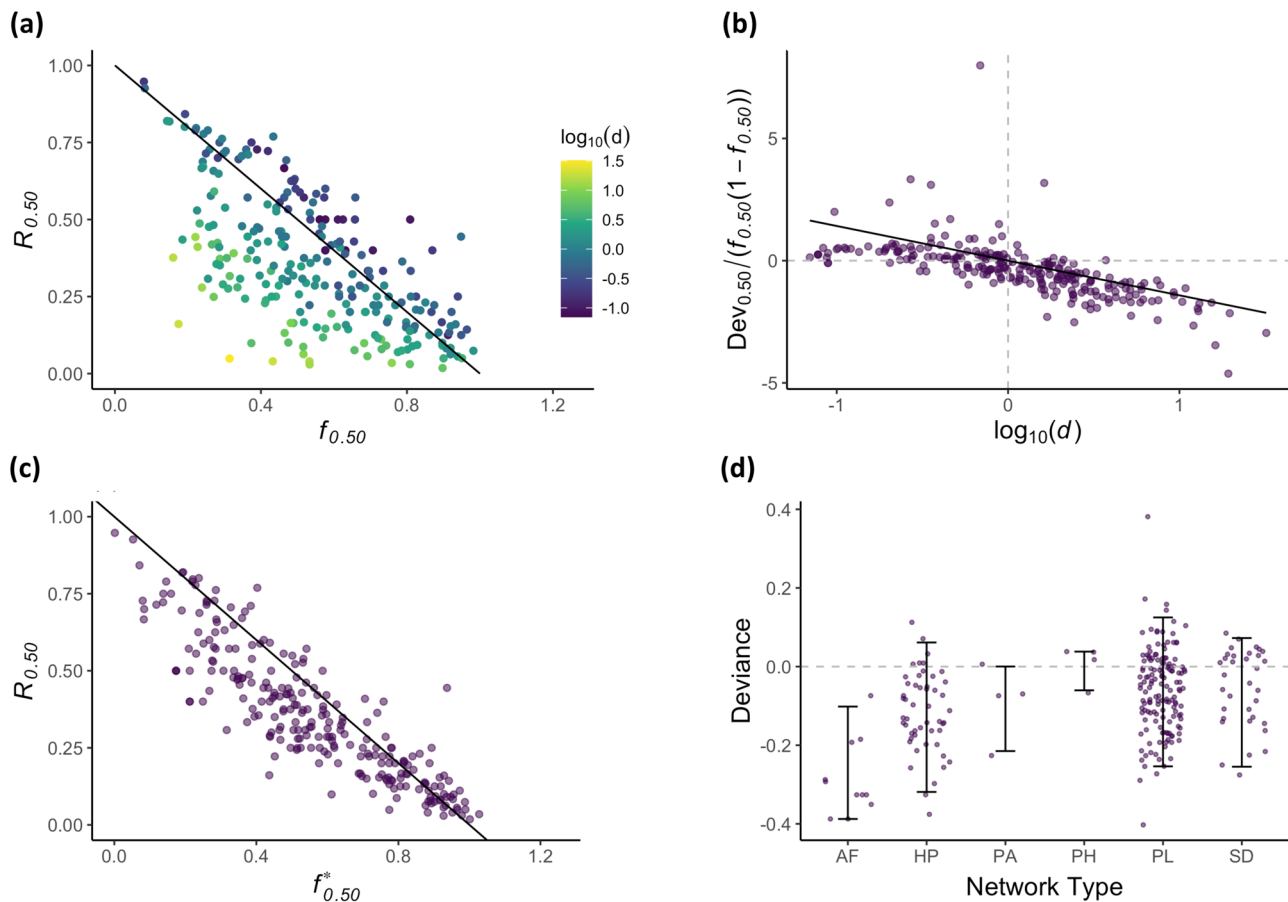 (a)
R0.50
1.00
0.75
0.50
0.25
0.00
0.0
0.4
0.8
1.2
f0.50
log10(d)
1.5
1.0
0.5
0.0
-0.5
-1.0
(b)
Dev0.50/(f0.50(1 − f0.50))
5
0
-5
-1
0
1
log10(d)
(c)
R0.50
1.00
0.75
0.50
0.25
0.00
0.0
0.4
0.8
1.2
f*0.50
(d)
Deviance
0.4
0.2
0.0
-0.2
-0.4
AF
HP
PA
PH
PL
SD
Network Type